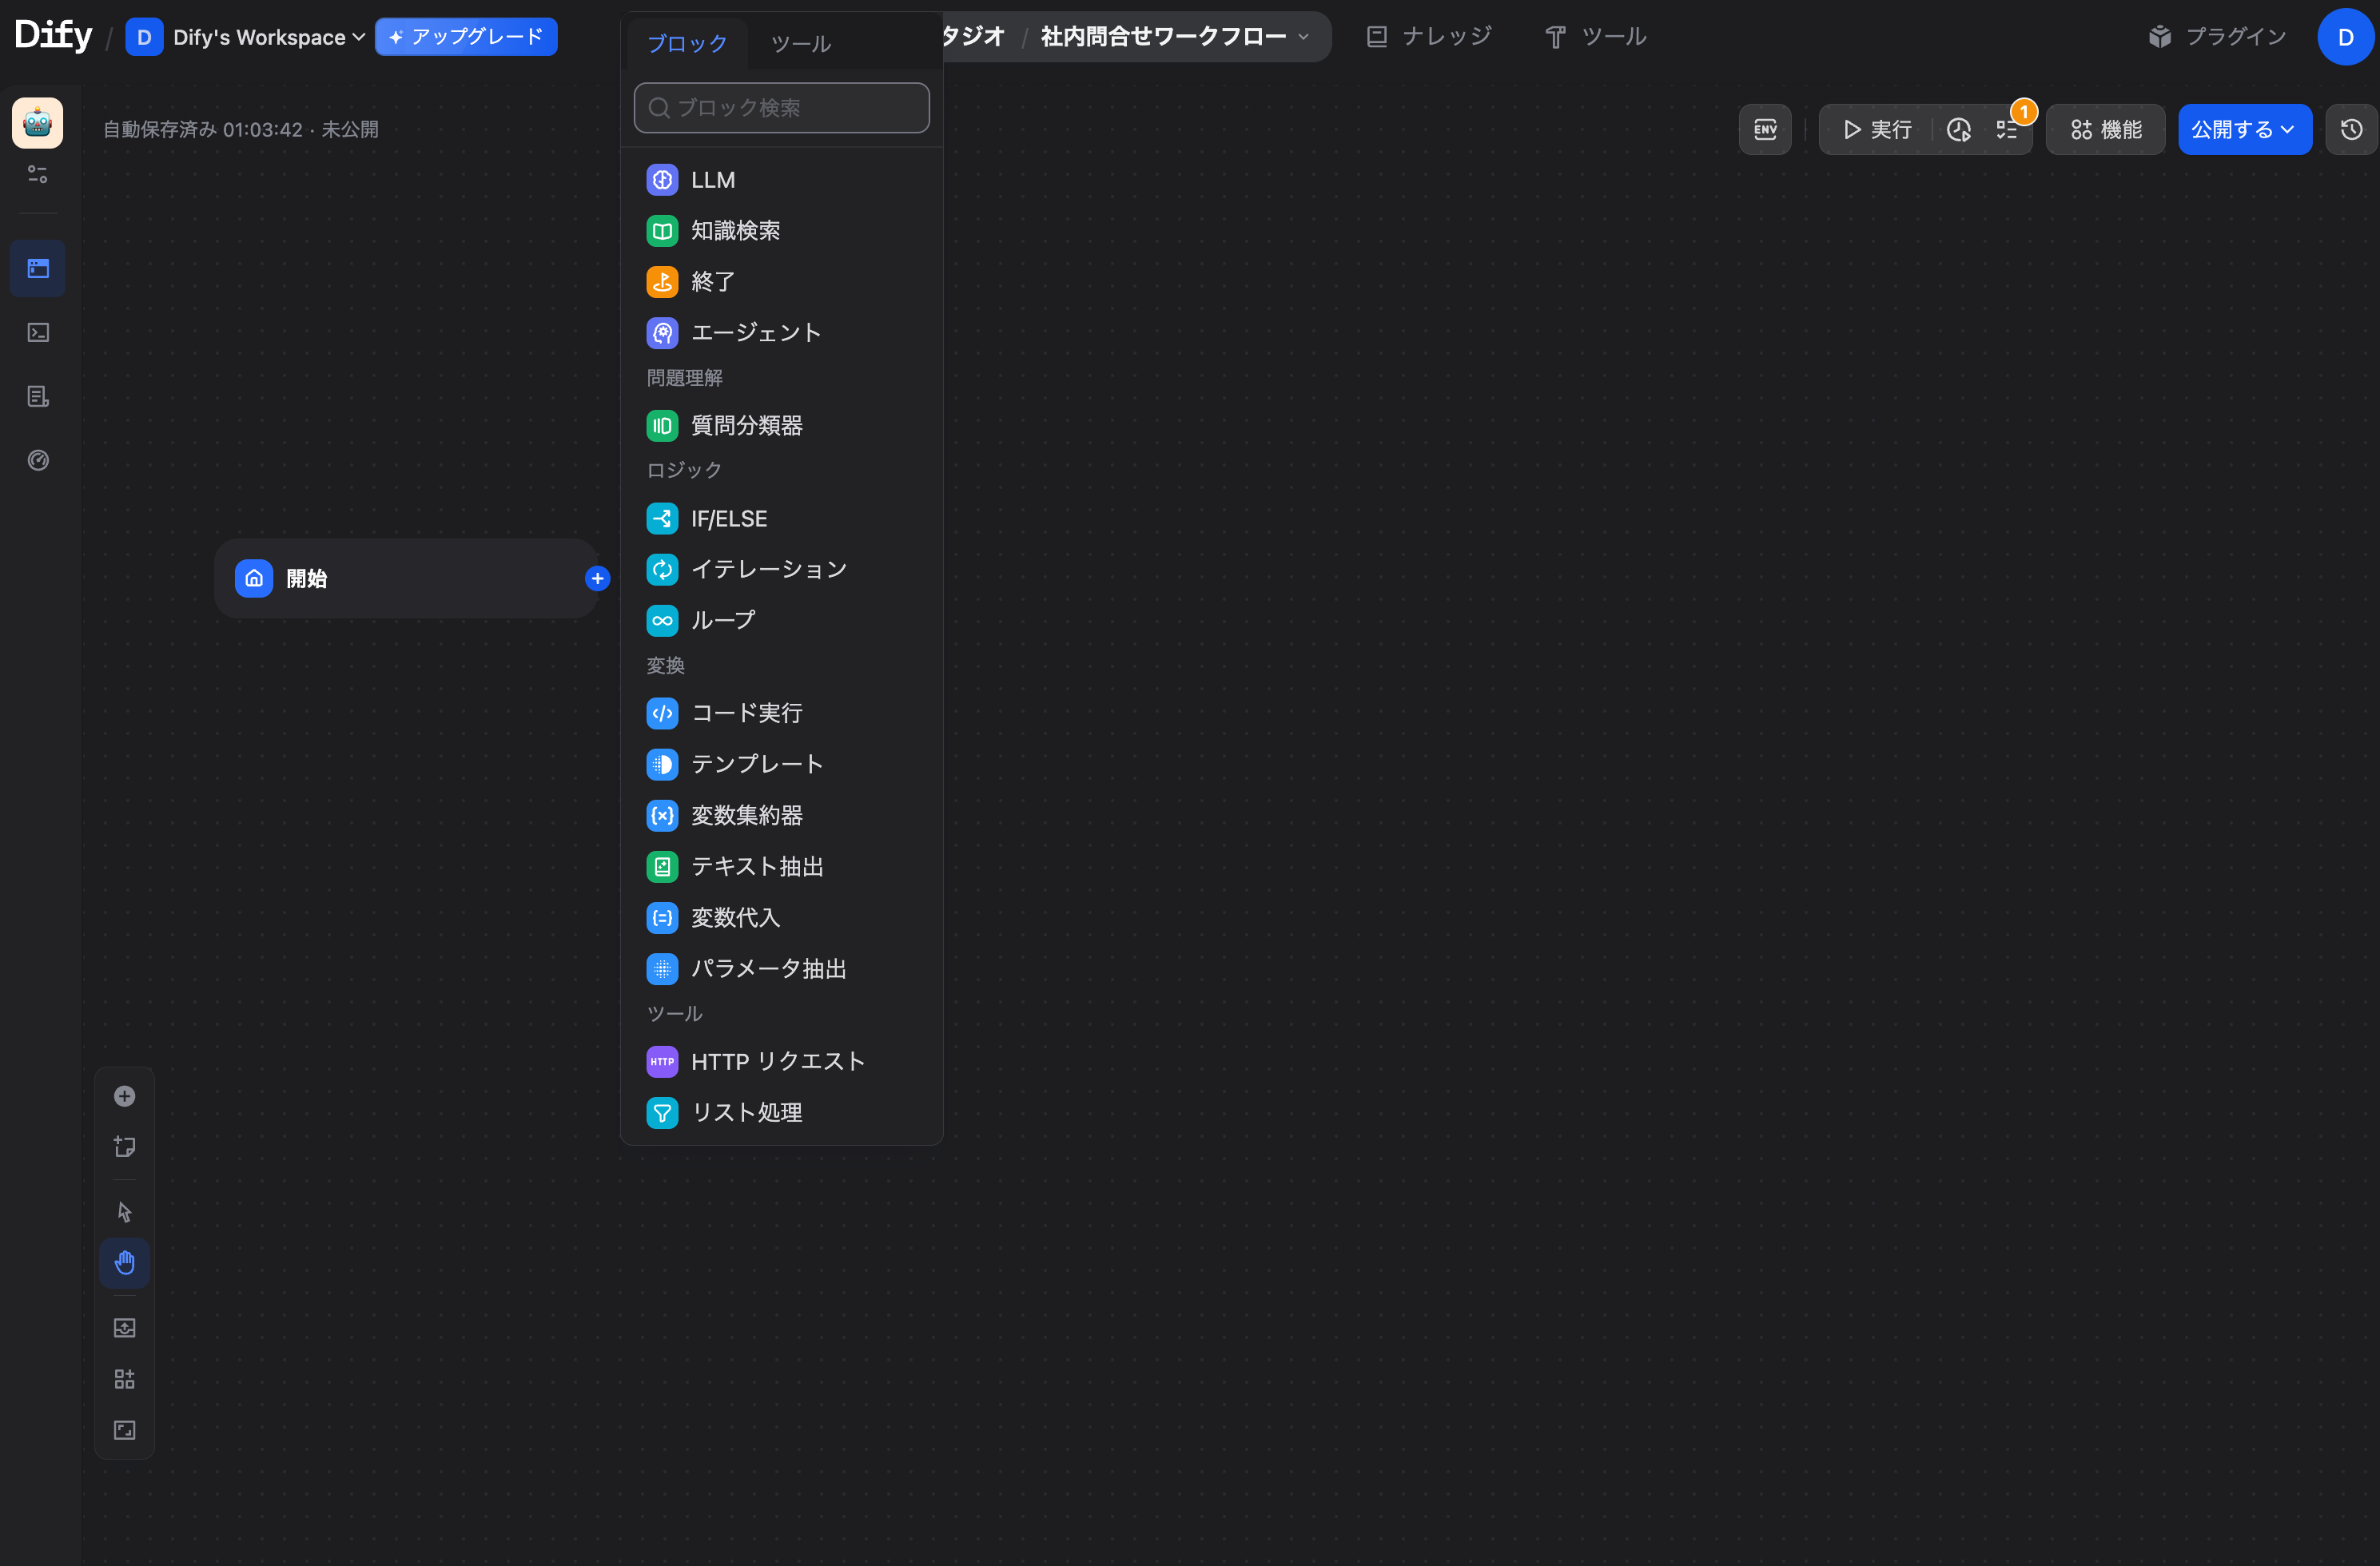 Dify / D Dify's Workspace アップグレード
ブロック ツール
タジオ / 社内問合せワークフロー ナレッジ ツール プラグイン D
ブロック検索
自動保存済み 01:03:42 · 未公開
ENV 実行 1 機能 公開する
LLM
知識検索
終了
エージェント
問題理解
質問分類器
ロジック
IF/ELSE
イテレーション
開始
ループ
変換
コード実行
テンプレート
変数集約器
テキスト抽出
変数代入
パラメータ抽出
ツール
HTTP HTTP リクエスト
リスト処理